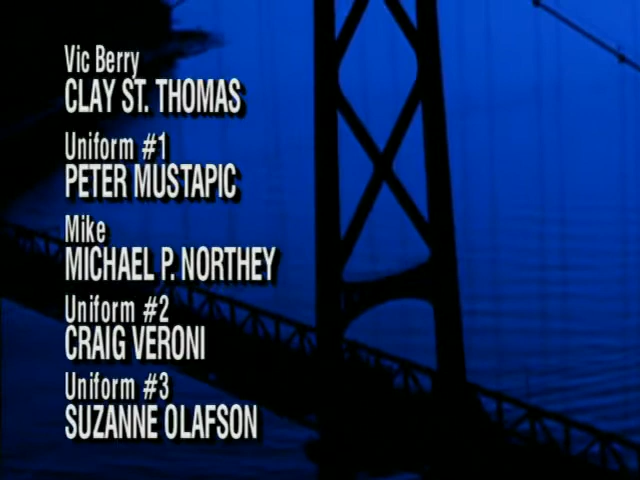 Vic Berry
CLAY ST. THOMAS
Uniform #1
PETER MUSTAPIC
Mike
MICHAEL P. NORTHEY
Uniform #2
CRAIG VERONI
Uniform #3
SUZANNE OLAFSON